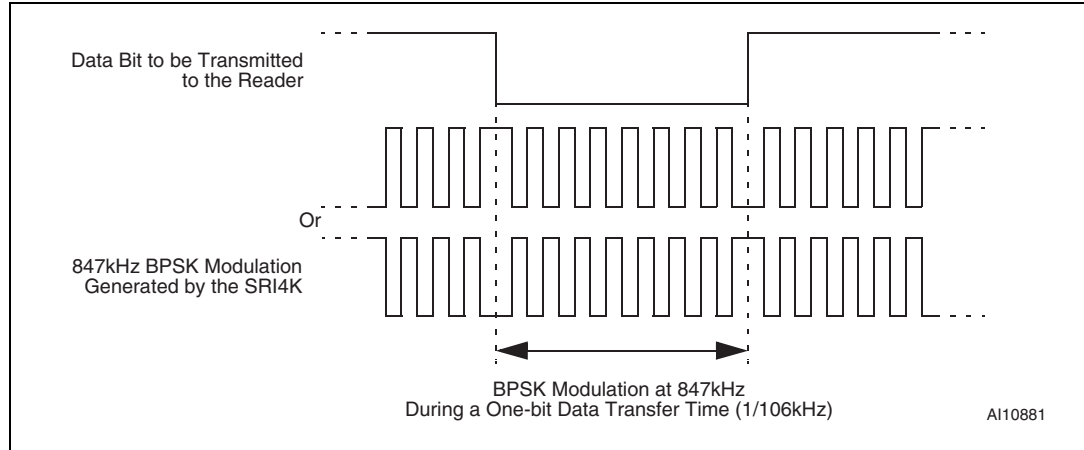 Data Bit to be Transmitted
to the Reader
Or
847kHz BPSK Modulation
Generated by the SRI4K
BPSK Modulation at 847kHz
During a One-bit Data Transfer Time (1/106kHz)
AI10881